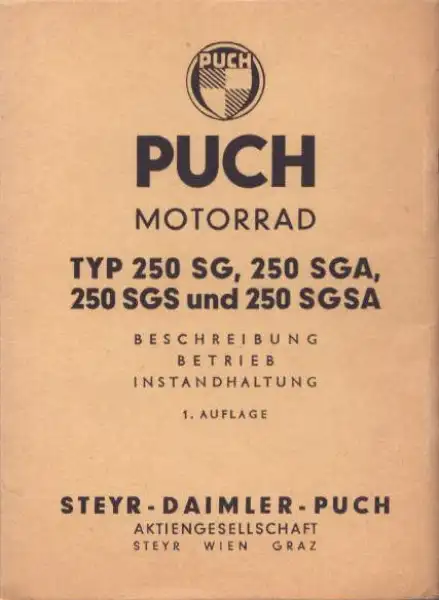 PUCH
PUCH
MOTORRAD
TYP 250 SG, 250 SGA,
250 SGS und 250 SGSA
BESCHREIBUNG
BETRIEB
INSTANDHALTUNG
1. AUFLAGE
STEYR-DAIMLER-PUCH
AKTIENGESELLSCHAFT
STEYR WIEN GRAZ